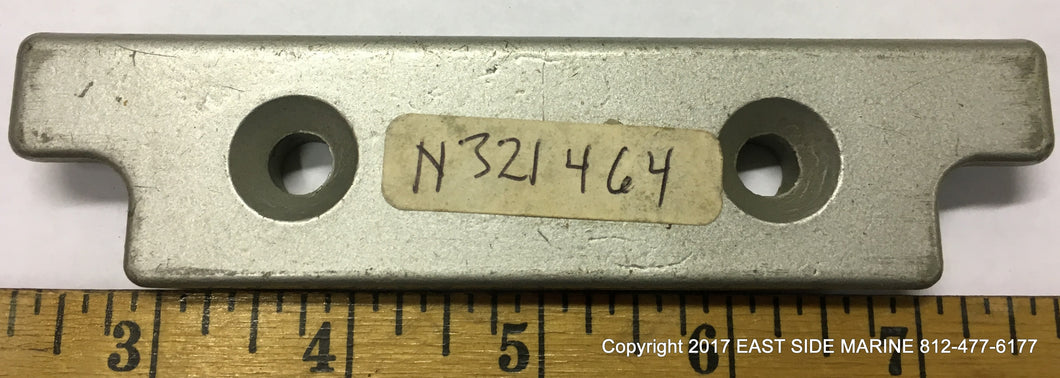 N321464
3 4 5 6 7
Copyright 2017 EAST SIDE MARINE 812-477-6177